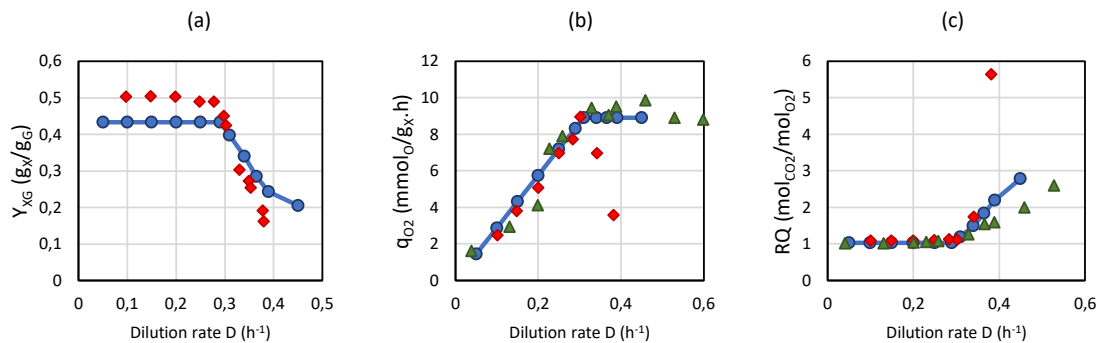 (a)
Y_XG (g_X/g_G)
0,6
0,5
0,4
0,3
0,2
0,1
0
0 0,1 0,2 0,3 0,4 0,5
Dilution rate D (h⁻¹)
(b)
q_O2 (mmol_O/g_X·h)
12
10
8
6
4
2
0
0 0,2 0,4 0,6
Dilution rate D (h⁻¹)
(c)
RQ (mol_CO2/mol_O2)
6
5
4
3
2
1
0
0 0,2 0,4 0,6
Dilution rate D (h⁻¹)